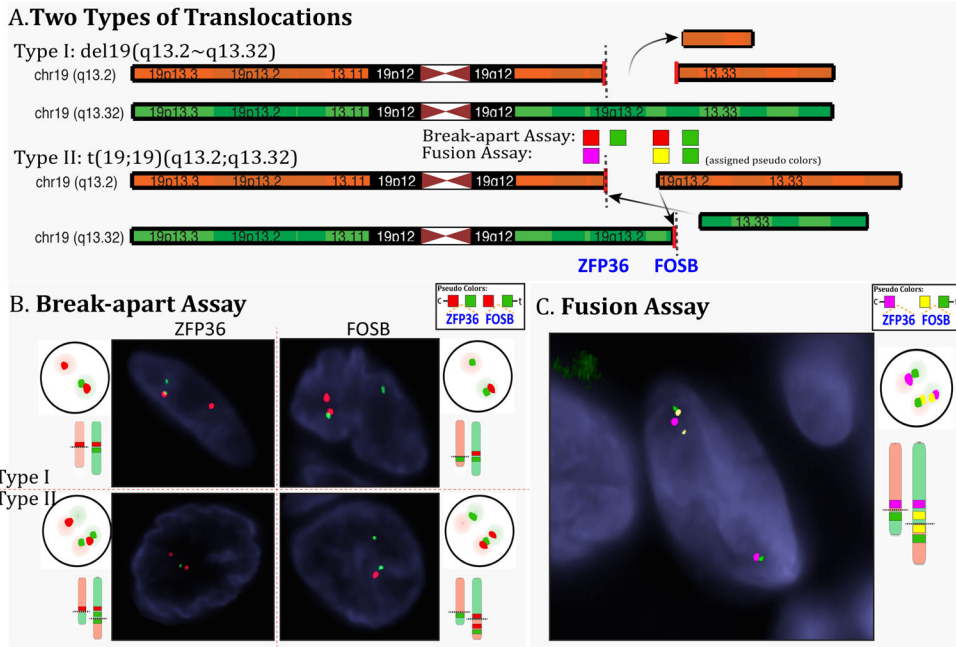 A.Two Types of Translocations
Type I: del19(q13.2~q13.32)
chr19 (q13.2) 19p13.3 19p13.2 13.11 19p12 19q12 13.33
chr19 (q13.32) 19p13.3 19p13.2 13.11 19p12 19q12 19q13.2 13.33
Break-apart Assay:
Fusion Assay: (assigned pseudo colors)
Type II: t(19;19)(q13.2;q13.32)
chr19 (q13.2) 19p13.3 19p13.2 13.11 19p12 19q12 19p13.2 13.33
13.33
chr19 (q13.32) 19p13.3 19p13.2 13.11 19p12 19q12 19q13.2
ZFP36 FOSB
B. Break-apart Assay
Pseudo Colors:
c t
ZFP36 FOSB
ZFP36 FOSB
Type I
Type II
C. Fusion Assay
Pseudo Colors:
c t
ZFP36 FOSB